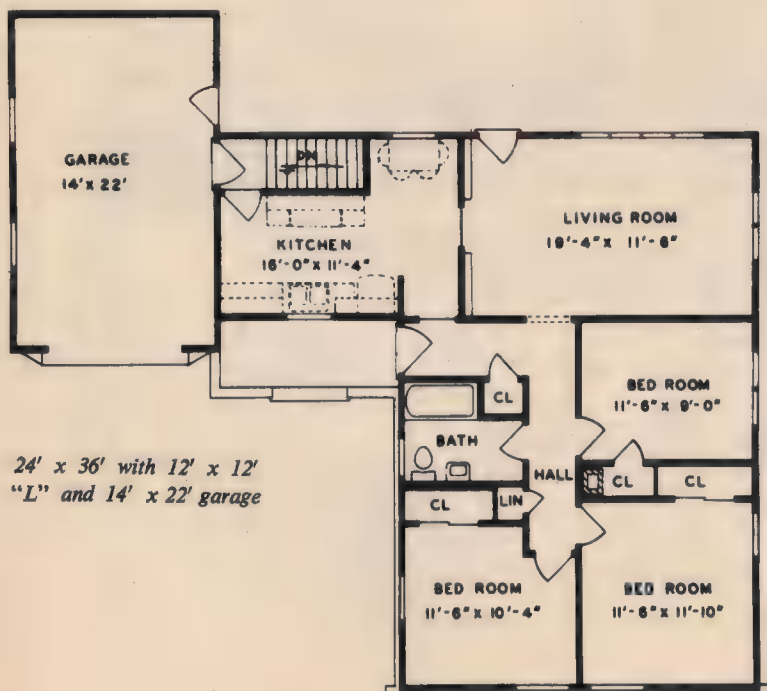 GARAGE
14' x 22'
DN
KITCHEN
16'-0" x 11'-4"
LIVING ROOM
19'-4" x 11'-6"
BED ROOM
11'-6" x 9'-0"
CL
BATH
HALL
CL
CL
CL
LIN
24' x 36' with 12' x 12'
"L" and 14' x 22' garage
BED ROOM
11'-6" x 10'-4"
BED ROOM
11'-6" x 11'-10"